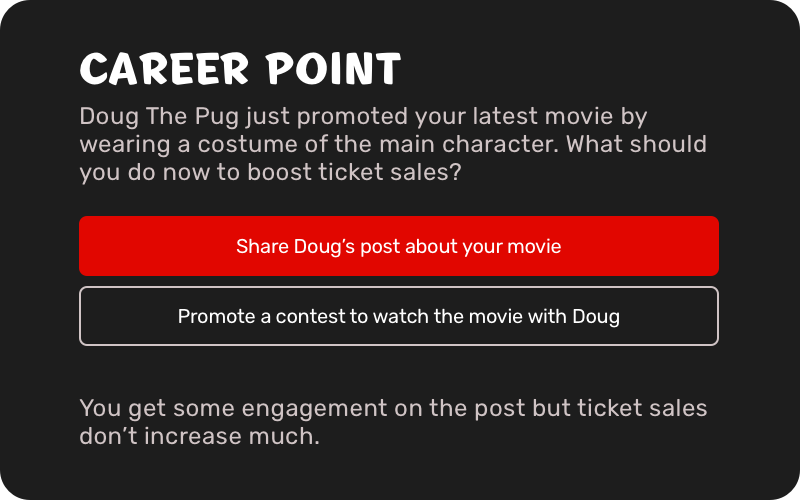 CAREER POINT
Doug The Pug just promoted your latest movie by
wearing a costume of the main character. What should
you do now to boost ticket sales?
Share Doug’s post about your movie
Promote a contest to watch the movie with Doug
You get some engagement on the post but ticket sales
don’t increase much.